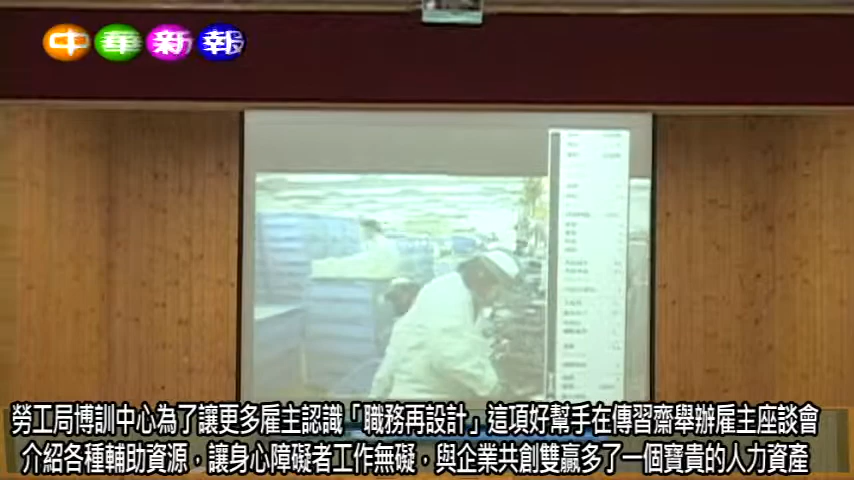 中華新報
勞工局博訓中心為了讓更多雇主認識「職務再設計」這項好幫手在傳習齋舉辦雇主座談會
介紹各種輔助資源，讓身心障礙者工作無礙，與企業共創雙贏多了一個寶貴的人力資產